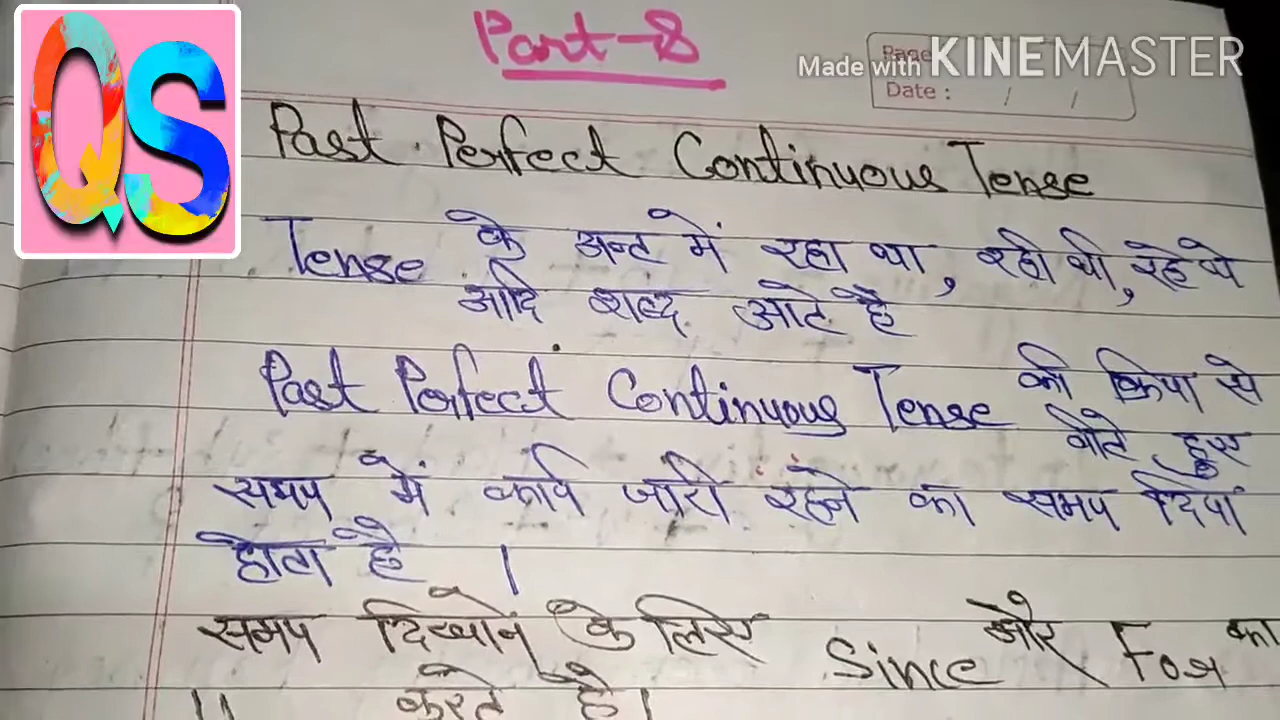 Part-8
QS
Made with KINEMASTER
Page
Date : / /
Past Perfect Continuous Tense
Tense के अन्त में रहा था, रही थी, रहे थे
आदि शब्द आते है
Past Perfect Continuous Tense की क्रिया से
बीते हुए
समय में कार्य जारी रहने का समय दिया
होता है ।
समय दिखाने के लिए Since और For का
करते है।